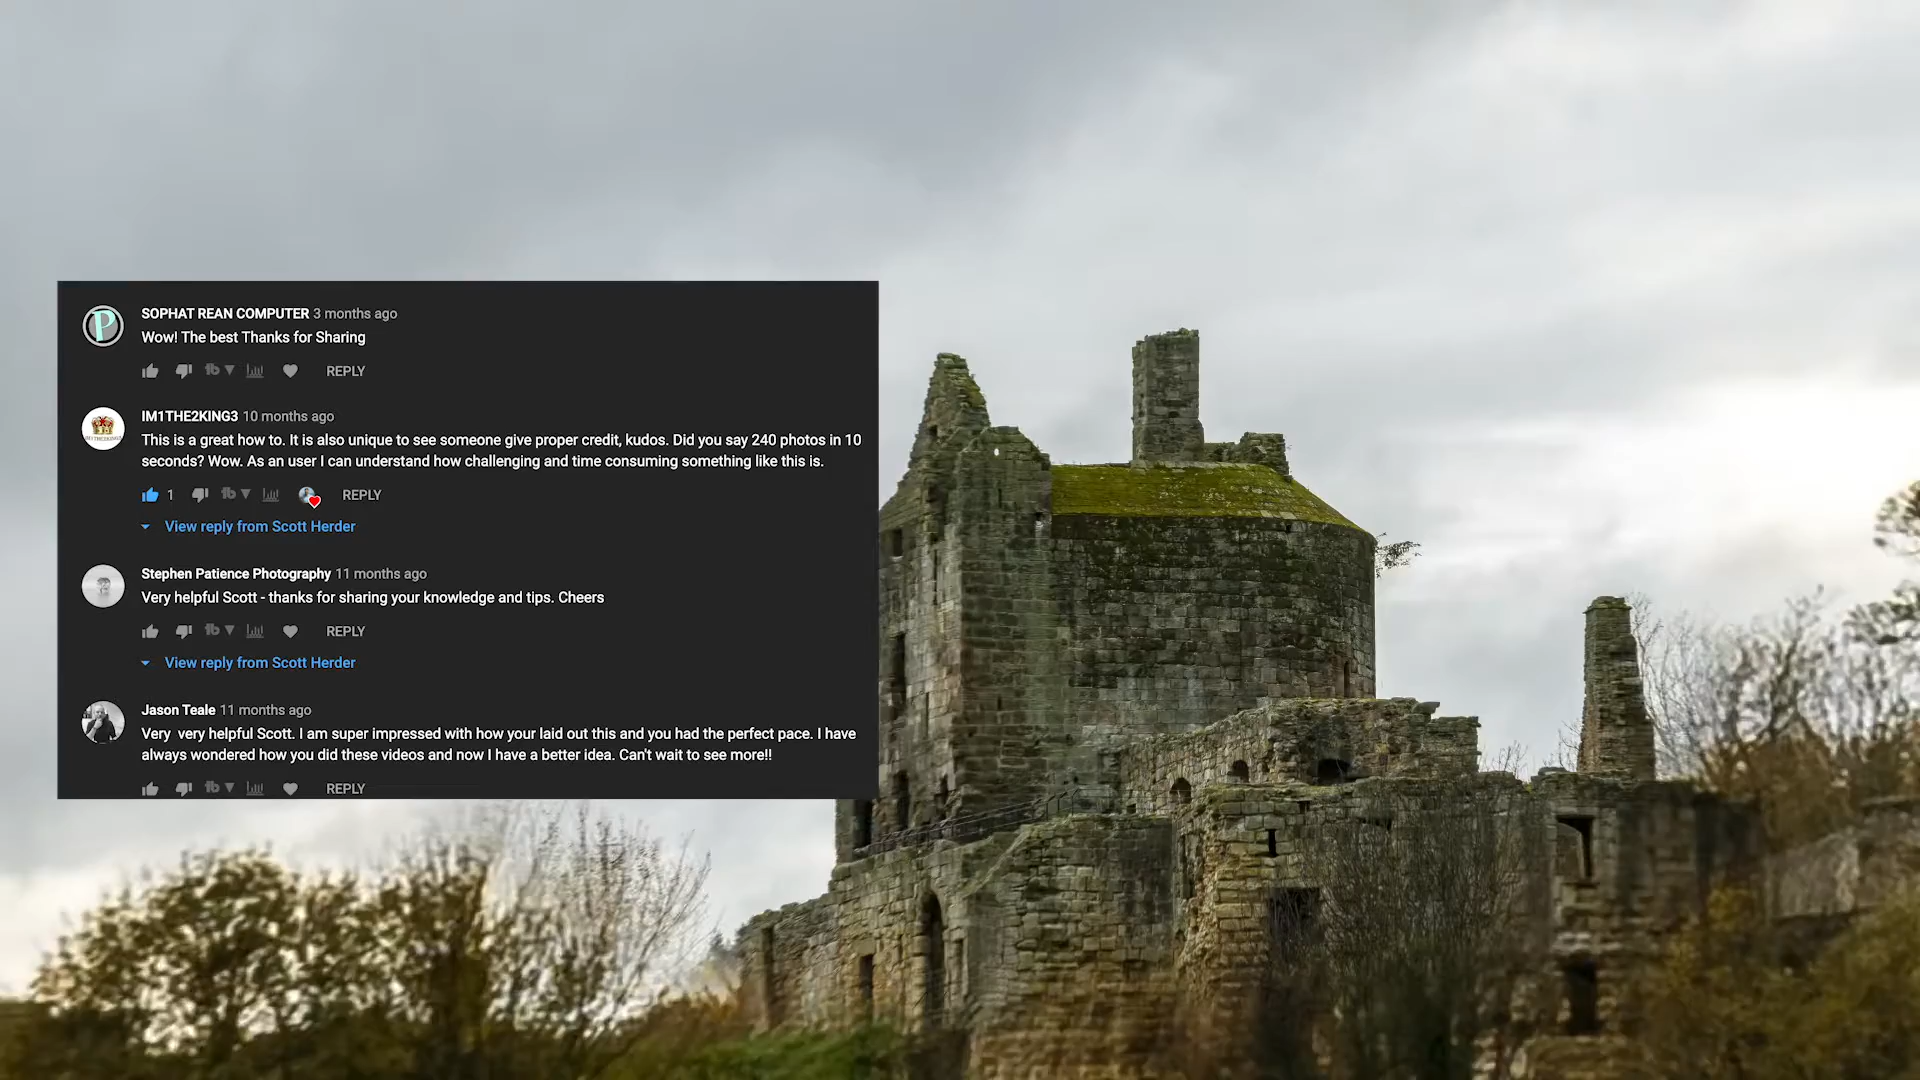 SOPHAT REAN COMPUTER 3 months ago
Wow! The best Thanks for Sharing
REPLY
IM1THE2KING3 10 months ago
This is a great how to. It is also unique to see someone give proper credit, kudos. Did you say 240 photos in 10
seconds? Wow. As an user I can understand how challenging and time consuming something like this is.
1 REPLY
View reply from Scott Herder
Stephen Patience Photography 11 months ago
Very helpful Scott - thanks for sharing your knowledge and tips. Cheers
REPLY
View reply from Scott Herder
Jason Teale 11 months ago
Very very helpful Scott. I am super impressed with how your laid out this and you had the perfect pace. I have
always wondered how you did these videos and now I have a better idea. Can't wait to see more!!
REPLY